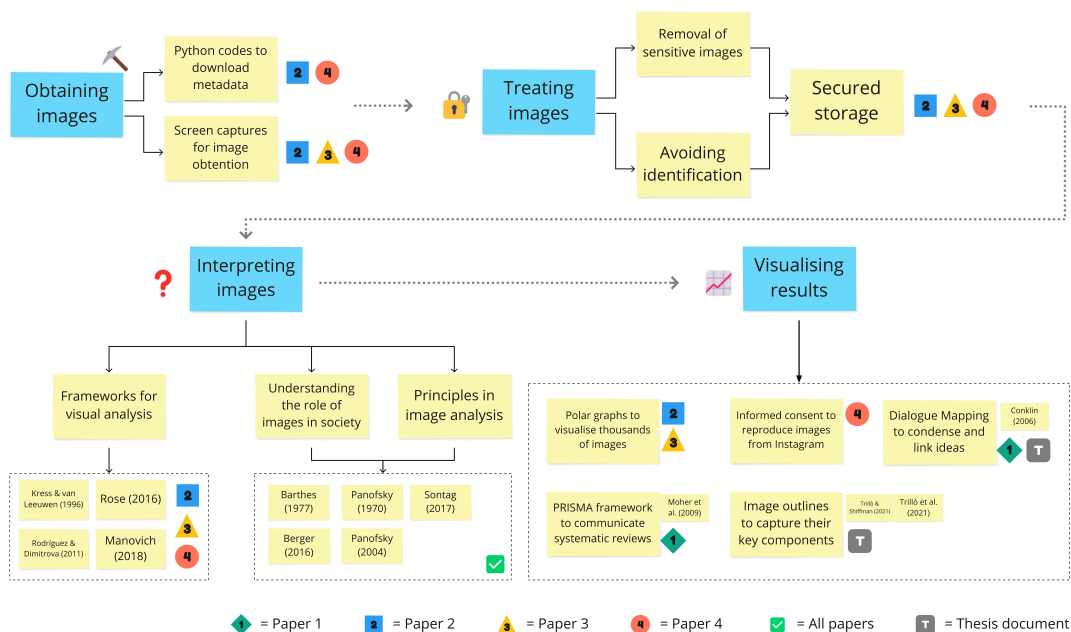 Obtaining
images
Python codes to
download
metadata
2
4
Screen captures
for image
obtention
2
3
4
Treating
images
Removal of
sensitive images
Avoiding
identification
Secured
storage
2
3
4
?
Interpreting
images
Visualising
results
Frameworks for
visual analysis
Understanding
the role of
images in society
Principles in
image analysis
Kress & van
Leeuwen (1996)
Rose (2016)
Rodríguez &
Dimitrova (2011)
Manovich
(2018)
2
3
4
Barthes
(1977)
Panofsky
(1970)
Sontag
(2017)
Berger
(2016)
Panofsky
(2004)
Polar graphs to
visualise thousands
of images
2
3
Informed consent to
reproduce images
from Instagram
4
Dialogue Mapping
to condense and
link ideas
Conklin
(2006)
1
T
PRISMA framework
to communicate
systematic reviews
Moher et
al. (2009)
1
Image outlines
to capture their
key components
Trillò &
Shiffman (2021)
Trillò et al.
(2021)
T
1 = Paper 1
2 = Paper 2
3 = Paper 3
4 = Paper 4
= All papers
T = Thesis document